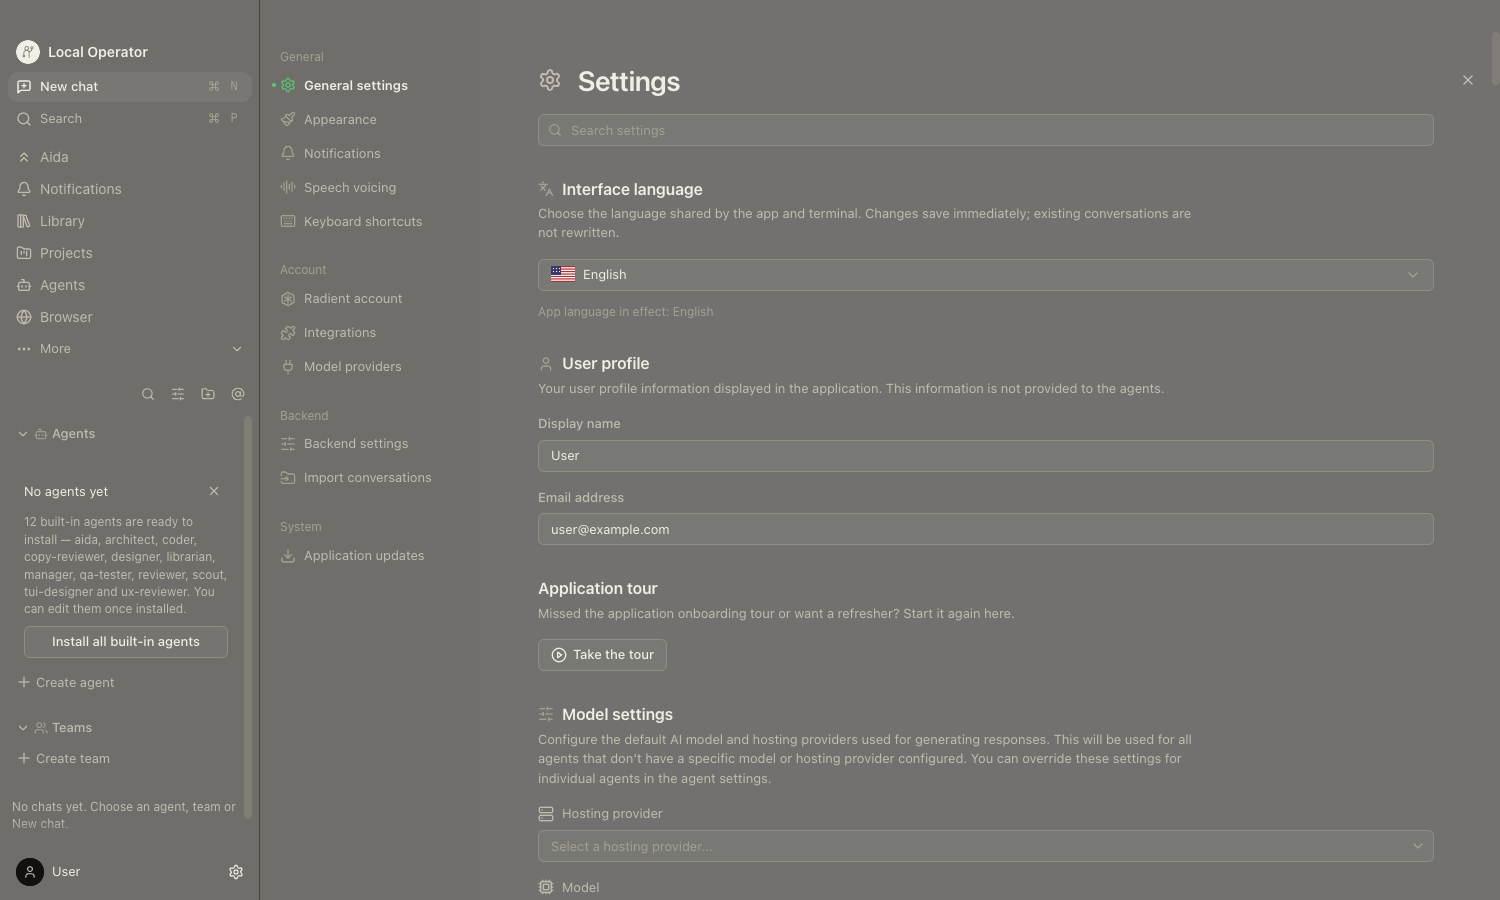 Local Operator
New chat ⌘ N
Search ⌘ P
Aida
Notifications
Library
Projects
Agents
Browser
More
Agents
No agents yet
12 built-in agents are ready to
install — aida, architect, coder,
copy-reviewer, designer, librarian,
manager, qa-tester, reviewer, scout,
tui-designer and ux-reviewer. You
can edit them once installed.
Install all built-in agents
Create agent
Teams
Create team
No chats yet. Choose an agent, team or
New chat.
User
General
General settings
Appearance
Notifications
Speech voicing
Keyboard shortcuts
Account
Radient account
Integrations
Model providers
Backend
Backend settings
Import conversations
System
Application updates
Settings
Search settings
Interface language
Choose the language shared by the app and terminal. Changes save immediately; existing conversations are
not rewritten.
English
App language in effect: English
User profile
Your user profile information displayed in the application. This information is not provided to the agents.
Display name
User
Email address
user@example.com
Application tour
Missed the application onboarding tour or want a refresher? Start it again here.
Take the tour
Model settings
Configure the default AI model and hosting providers used for generating responses. This will be used for all
agents that don't have a specific model or hosting provider configured. You can override these settings for
individual agents in the agent settings.
Hosting provider
Select a hosting provider...
Model